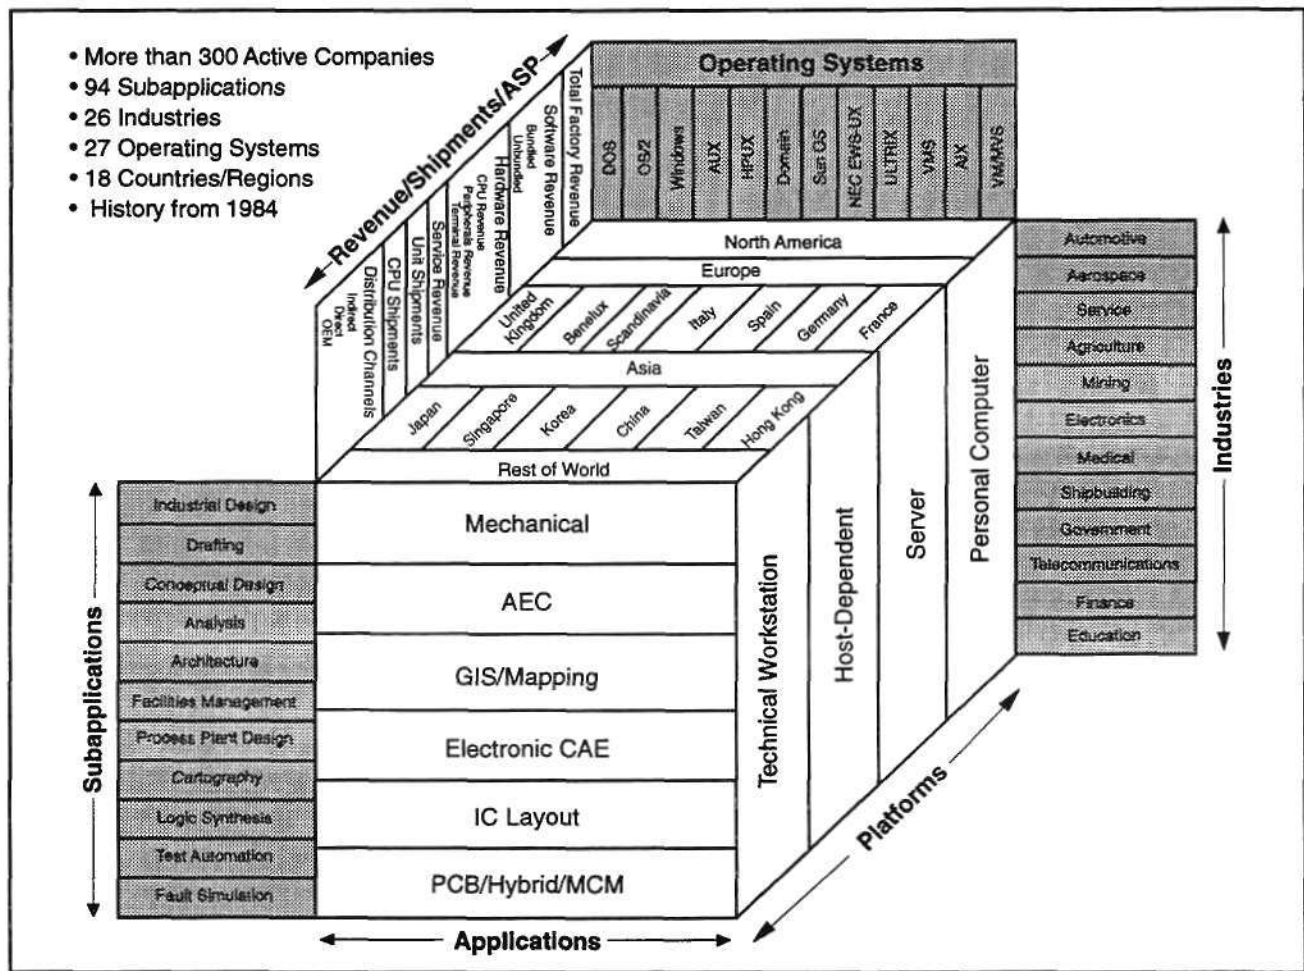 • More than 300 Active Companies
• 94 Subapplications
• 26 Industries
• 27 Operating Systems
• 18 Countries/Regions
• History from 1984
Revenue/Shipments/ASP
Total Factory Revenue
Software Revenue
Bundled
Unbundled
Hardware Revenue
CPU Revenue
Peripherals Revenue
Terminal Revenue
Service Revenue
Unit Shipments
CPU Shipments
Distribution Channels
Indirect
Direct
OEM
Operating Systems
DOS
OS/2
Windows
AUX
HPUX
Domain
Sun OS
NEC EWS-UX
ULTRIX
VMS
AIX
VM/MVS
North America
Europe
United
Kingdom
Benelux
Scandinavia
Italy
Spain
Germany
France
Asia
Japan
Singapore
Korea
China
Taiwan
Hong Kong
Rest of World
Subapplications
Industrial Design
Drafting
Conceptual Design
Analysis
Architecture
Facilities Management
Process Plant Design
Cartography
Logic Synthesis
Test Automation
Fault Simulation
Mechanical
AEC
GIS/Mapping
Electronic CAE
IC Layout
PCB/Hybrid/MCM
Applications
Technical Workstation
Host-Dependent
Server
Personal Computer
Platforms
Automotive
Aerospace
Service
Agriculture
Mining
Electronics
Medical
Shipbuilding
Government
Telecommunications
Finance
Education
Industries